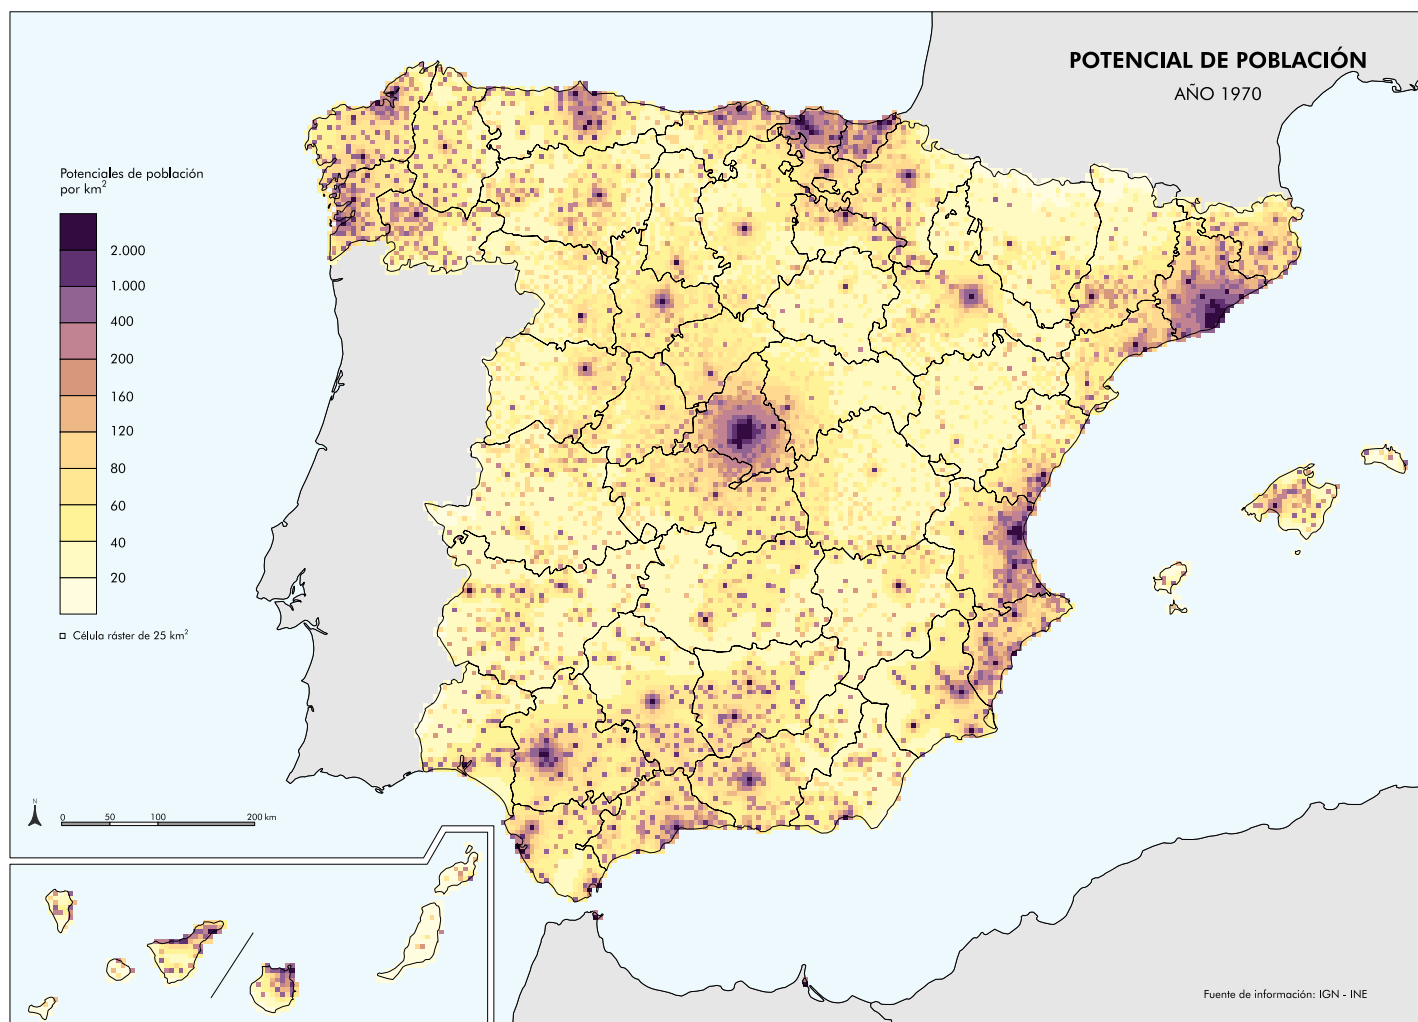 POTENCIAL DE POBLACIÓN
AÑO 1970
Potenciales de población
por km²
2.000
1.000
400
200
160
120
80
60
40
20
Célula ráster de 25 km²
N
0 50 100 200 km
Fuente de información: IGN - INE